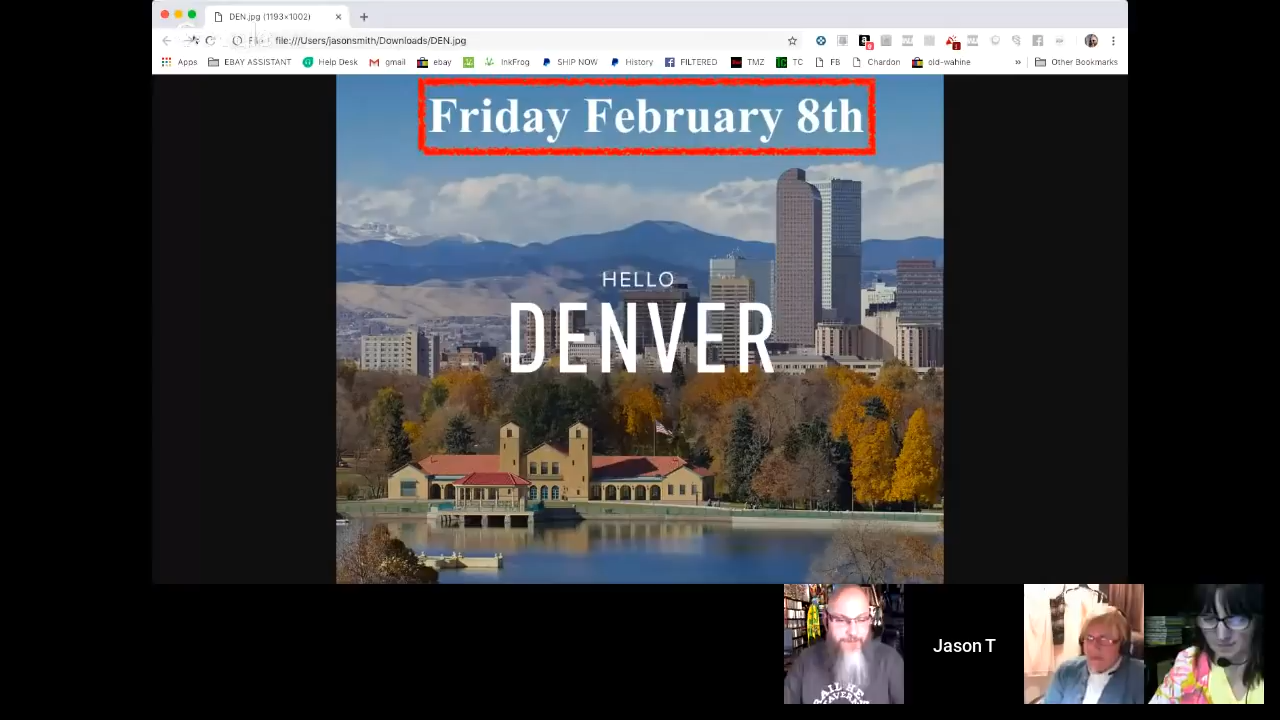 DEN.jpg (1193×1002)
file:///Users/jasonsmith/Downloads/DEN.jpg
Apps EBAY ASSISTANT Help Desk gmail ebay InkFrog SHIP NOW History FILTERED TMZ TC FB Chardon old-wahine » Other Bookmarks
Friday February 8th
HELLO
DENVER
Jason T